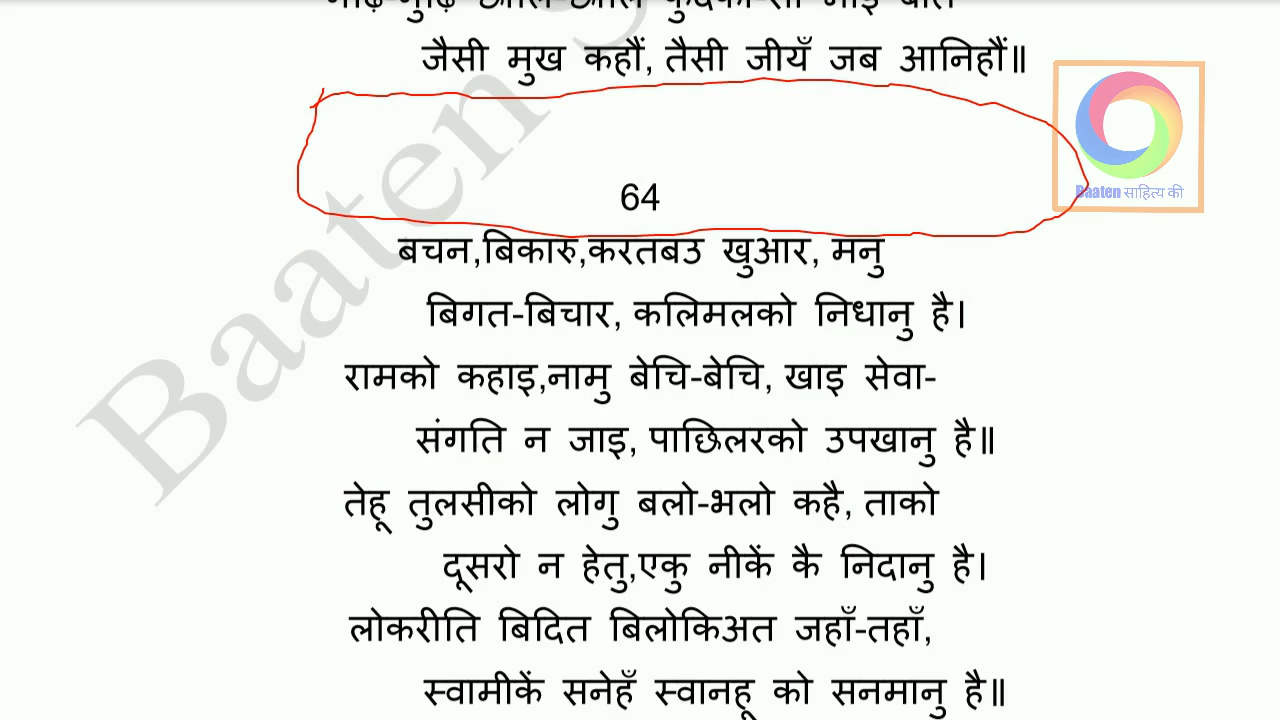 जैसी मुख कहौं, तैसी जीयँ जब आनिहौं॥
Baaten साहित्य की
64
बचन,बिकारु,करतबउ खुआर, मनु
बिगत-बिचार, कलिमलको निधानु है।
रामको कहाइ,नामु बेचि-बेचि, खाइ सेवा-
संगति न जाइ, पाछिलरको उपखानु है॥
तेहू तुलसीको लोगु बलो-भलो कहै, ताको
दूसरो न हेतु,एकु नीकें कै निदानु है।
लोकरीति बिदित बिलोकिअत जहाँ-तहाँ,
स्वामीकें सनेहँ स्वानहू को सनमानु है॥
Baaten